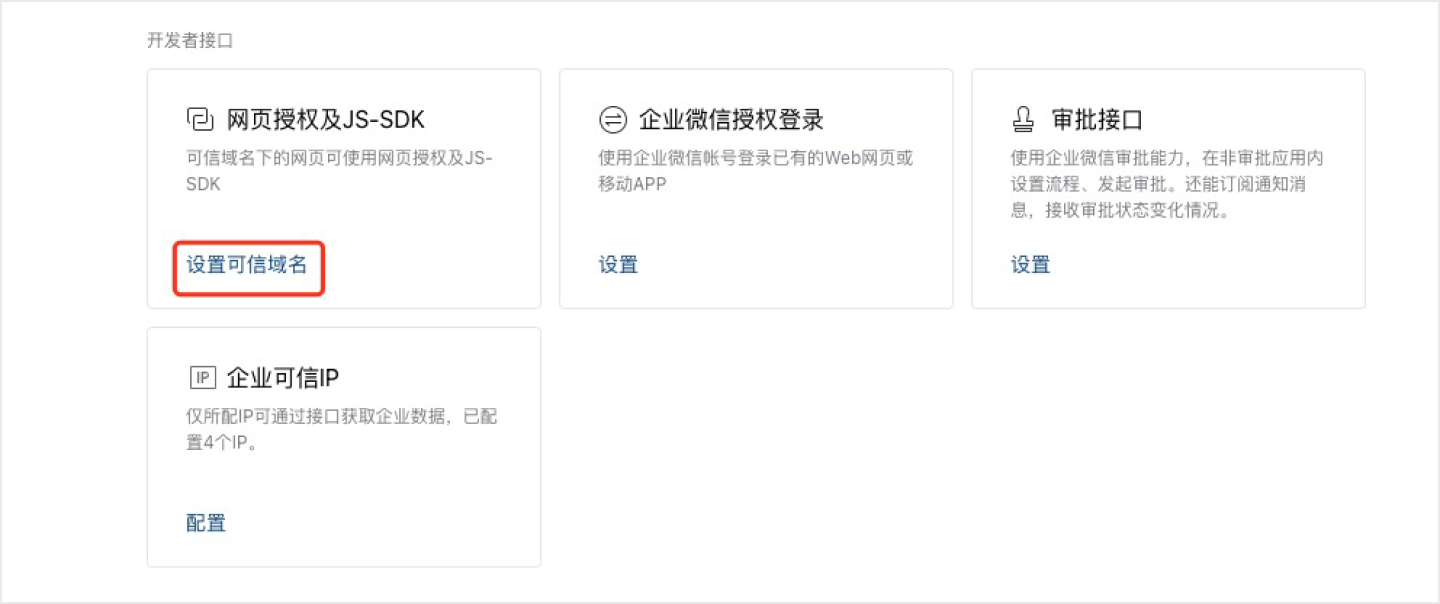 开发者接口
网页授权及JS-SDK
可信域名下的网页可使用网页授权及JS-
SDK
设置可信域名
企业微信授权登录
使用企业微信帐号登录已有的Web网页或
移动APP
设置
审批接口
使用企业微信审批能力，在非审批应用内
设置流程、发起审批。还能订阅通知消
息，接收审批状态变化情况。
设置
IP
企业可信IP
仅所配IP可通过接口获取企业数据，已配
置4个IP。
配置